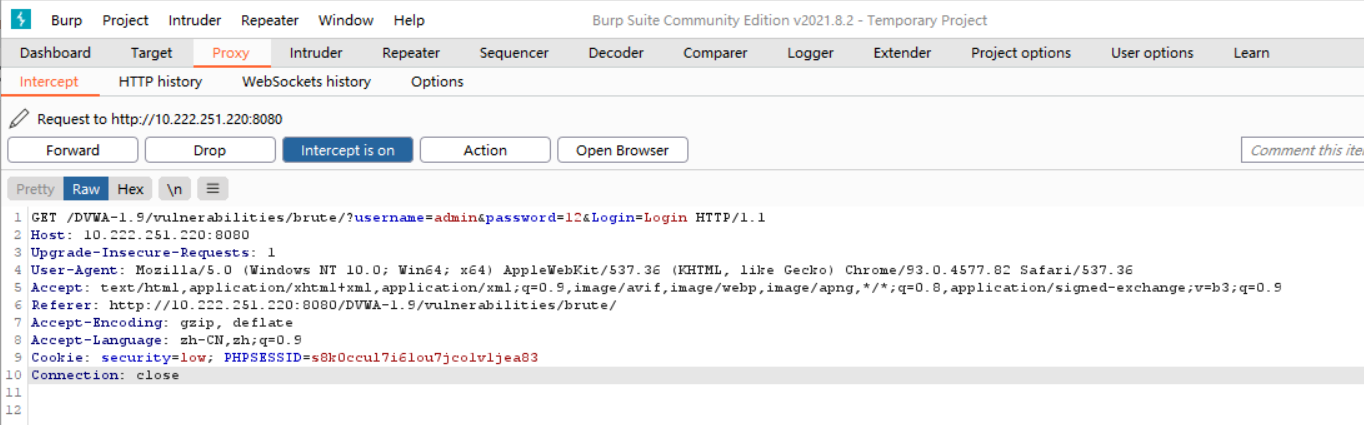 Burp Project Intruder Repeater Window Help Burp Suite Community Edition v2021.8.2 - Temporary Project
Dashboard Target Proxy Intruder Repeater Sequencer Decoder Comparer Logger Extender Project options User options Learn
Intercept HTTP history WebSockets history Options
Request to http://10.222.251.220:8080
Forward Drop Intercept is on Action Open Browser Comment this ite
Pretty Raw Hex \n
1 GET /DVWA-1.9/vulnerabilities/brute/?username=admin&password=12&Login=Login HTTP/1.1
2 Host: 10.222.251.220:8080
3 Upgrade-Insecure-Requests: 1
4 User-Agent: Mozilla/5.0 (Windows NT 10.0; Win64; x64) AppleWebKit/537.36 (KHTML, like Gecko) Chrome/93.0.4577.82 Safari/537.36
5 Accept: text/html,application/xhtml+xml,application/xml;q=0.9,image/avif,image/webp,image/apng,*/*;q=0.8,application/signed-exchange;v=b3;q=0.9
6 Referer: http://10.222.251.220:8080/DVWA-1.9/vulnerabilities/brute/
7 Accept-Encoding: gzip, deflate
8 Accept-Language: zh-CN,zh;q=0.9
9 Cookie: security=low; PHPSESSID=s8k0ccul7i6lou7jcolvljea83
10 Connection: close
11
12